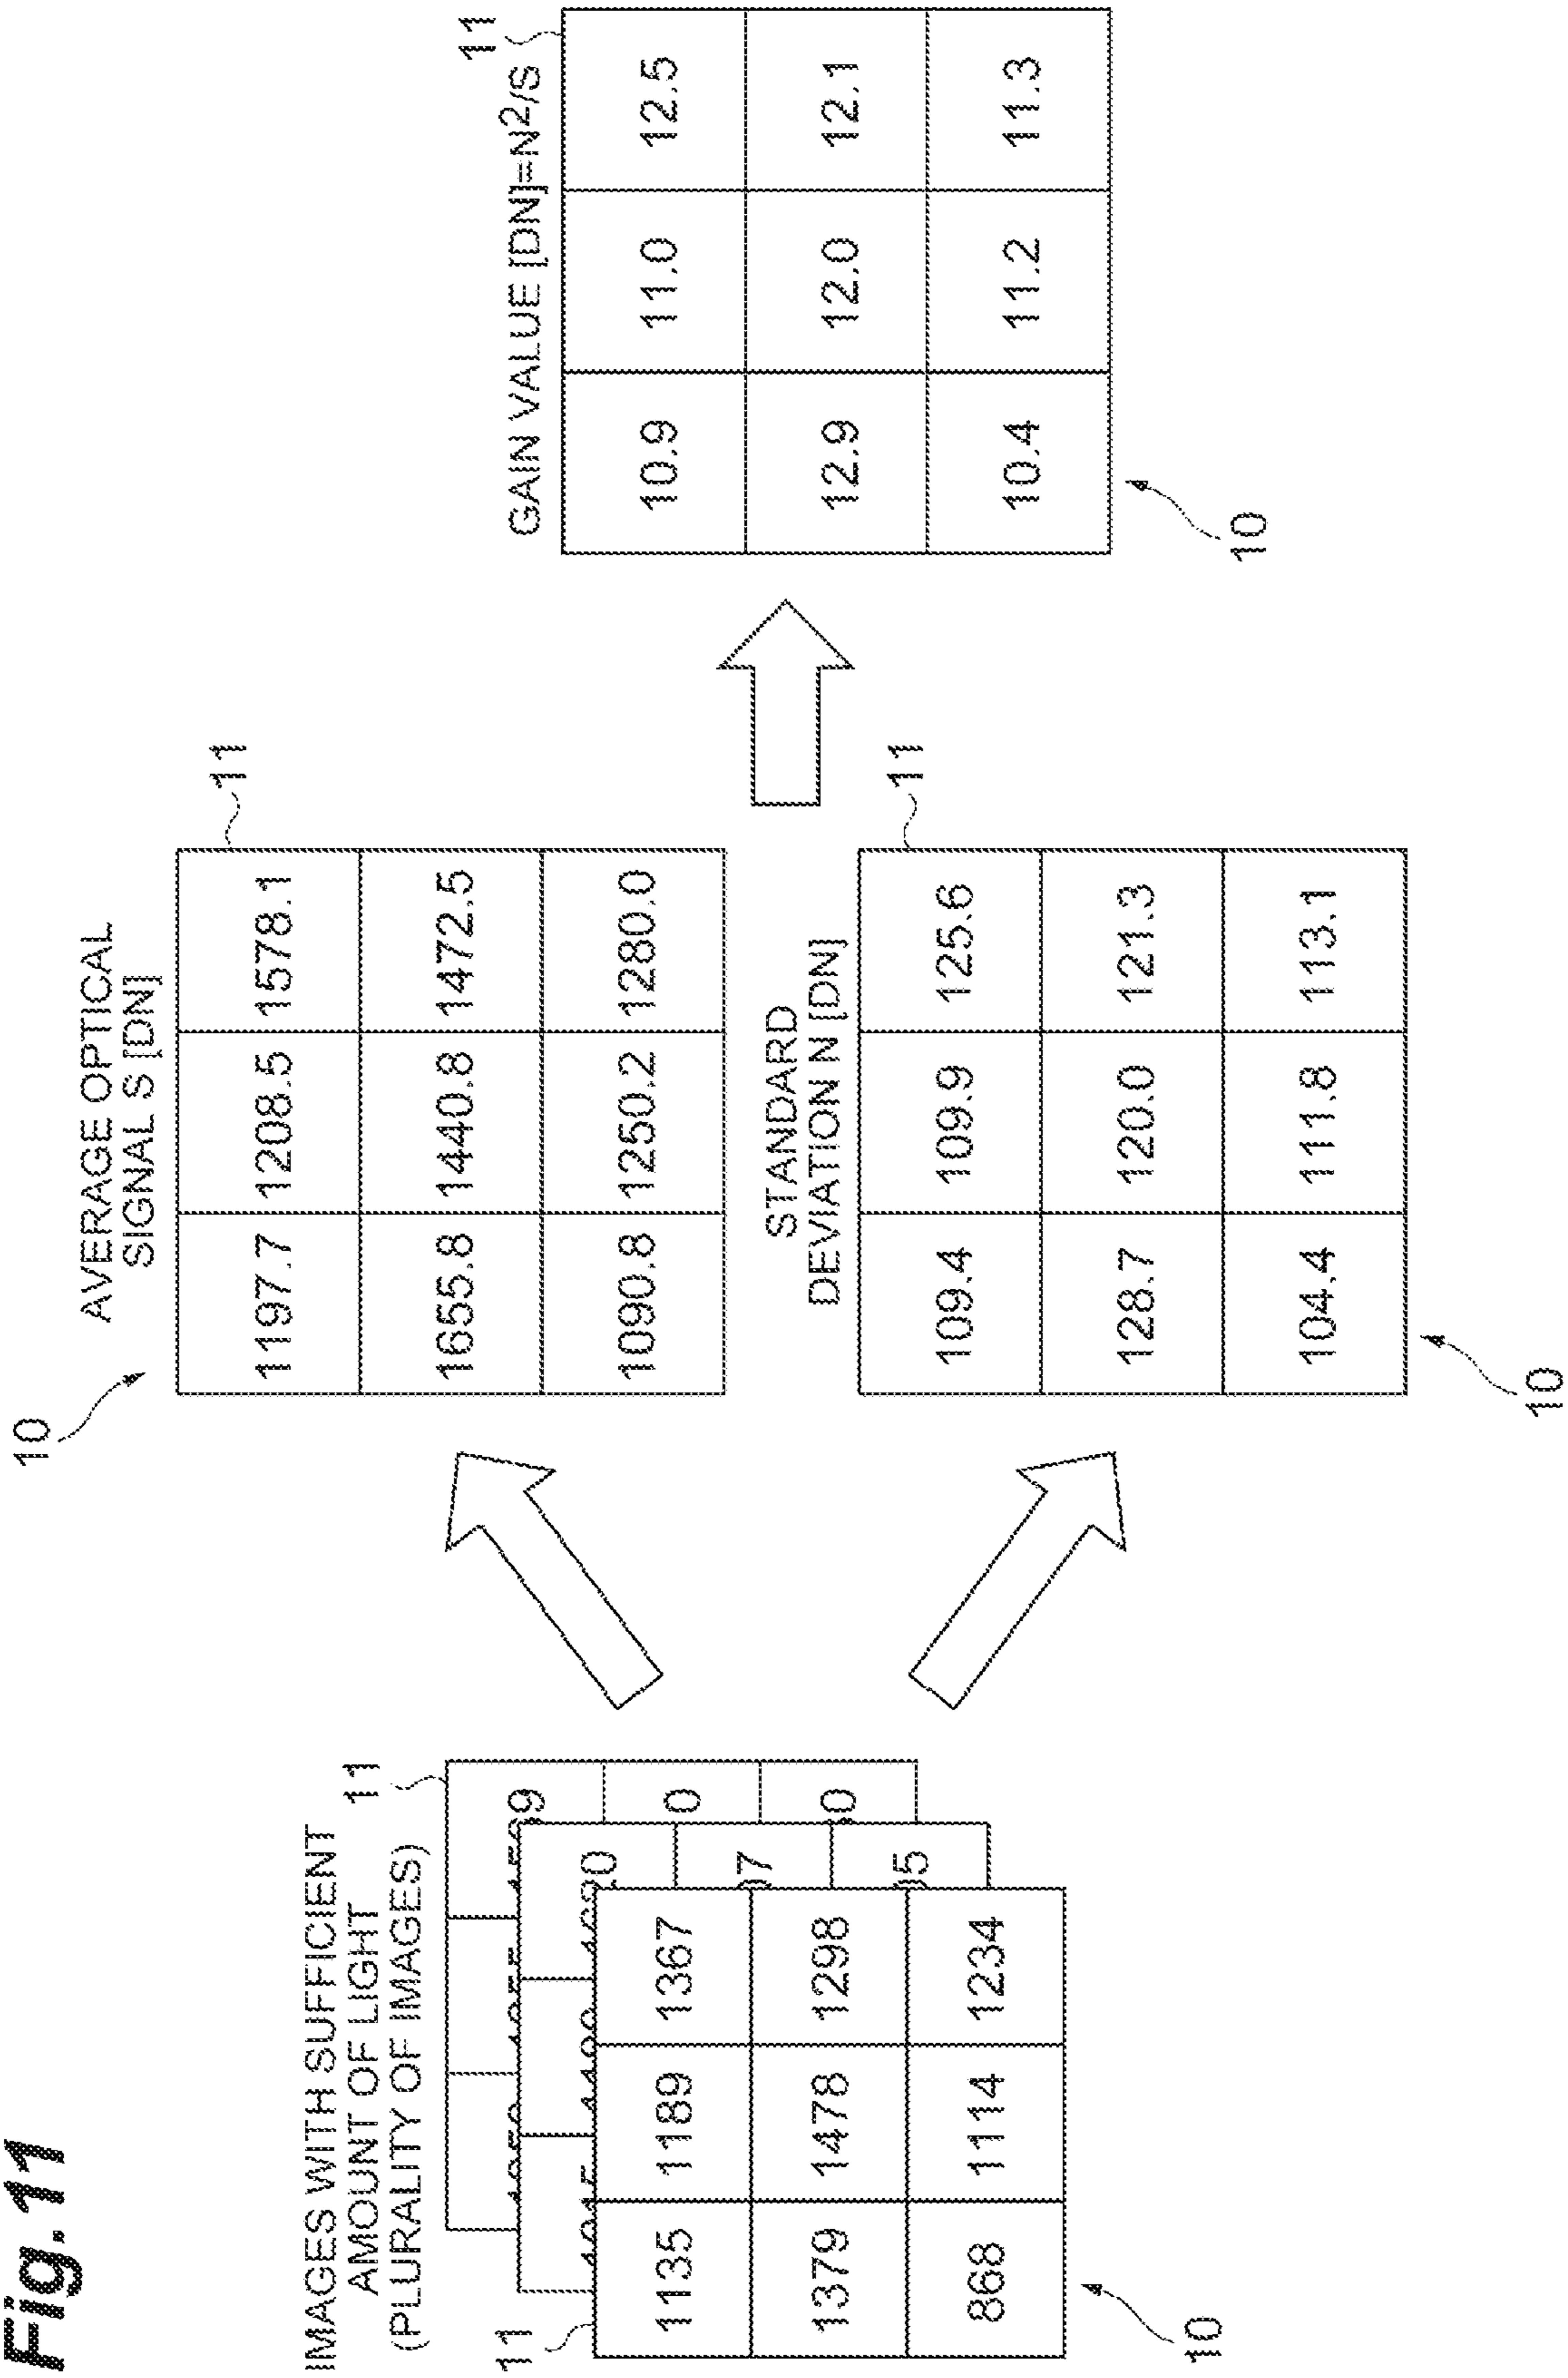 Fig.11
IMAGES WITH SUFFICIENT
AMOUNT OF LIGHT
(PLURALITY OF IMAGES)
11
11
1135 1189 1367
1379 1478 1298
868 1114 1234
10
10
AVERAGE OPTICAL
SIGNAL S [DN]
11
1197.7 1208.5 1578.1
1655.8 1440.8 1472.5
1090.8 1250.2 1280.0
STANDARD
DEVIATION N [DN]
11
109.4 109.9 125.6
128.7 120.0 121.3
104.4 111.8 113.1
10
GAIN VALUE [DN]=N²/S
11
10.9 11.0 12.5
12.9 12.0 12.1
10.4 11.2 11.3
10